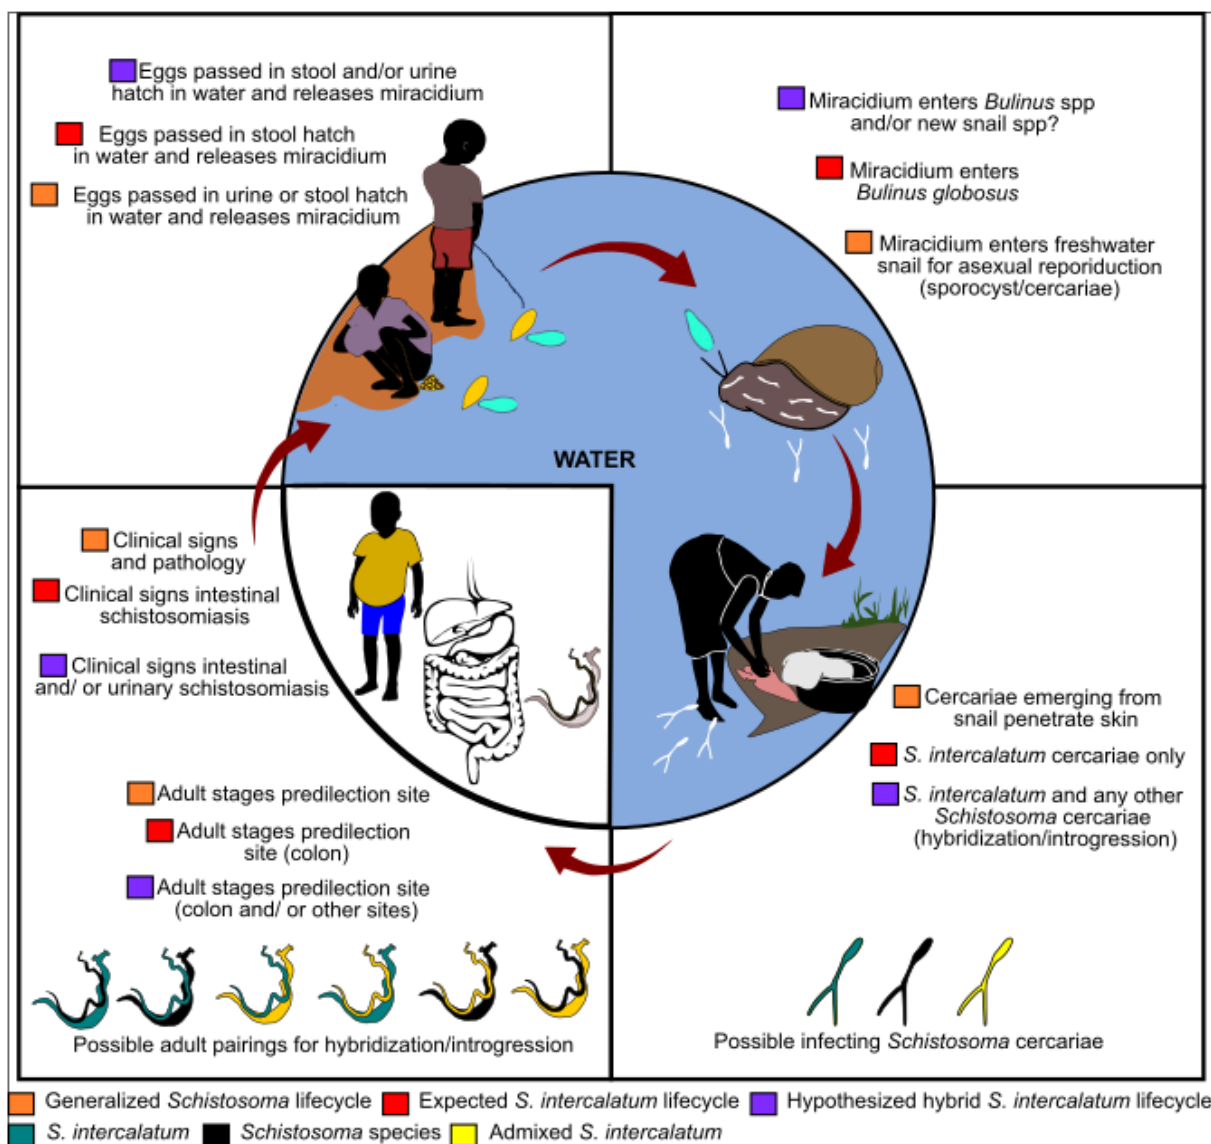 Eggs passed in stool and/or urine
hatch in water and releases miracidium
Eggs passed in stool hatch
in water and releases miracidium
Eggs passed in urine or stool hatch
in water and releases miracidium
Miracidium enters Bulinus spp
and/or new snail spp?
Miracidium enters
Bulinus globosus
Miracidium enters freshwater
snail for asexual reporiduction
(sporocyst/cercariae)
WATER
Clinical signs
and pathology
Clinical signs intestinal
schistosomiasis
Clinical signs intestinal
and/ or urinary schistosomiasis
Adult stages predilection site
Adult stages predilection
site (colon)
Adult stages predilection site
(colon and/ or other sites)
Possible adult pairings for hybridization/introgression
Cercariae emerging from
snail penetrate skin
S. intercalatum cercariae only
S. intercalatum and any other
Schistosoma cercariae
(hybridization/introgression)
Possible infecting Schistosoma cercariae
Generalized Schistosoma lifecycle Expected S. intercalatum lifecycle Hypothesized hybrid S. intercalatum lifecycle
S. intercalatum Schistosoma species Admixed S. intercalatum